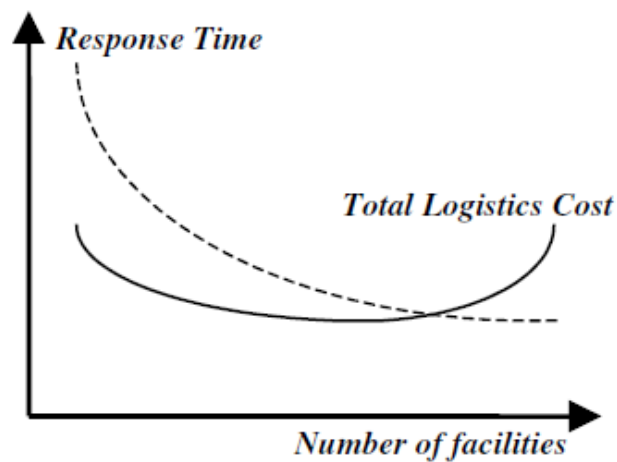 Response Time
Total Logistics Cost
Number of facilities